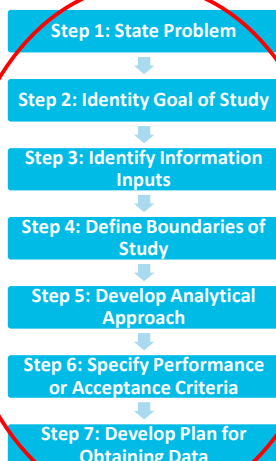 Step 1: State Problem
Step 2: Identity Goal of Study
Step 3: Identify Information
Inputs
Step 4: Define Boundaries of
Study
Step 5: Develop Analytical
Approach
Step 6: Specify Performance
or Acceptance Criteria
Step 7: Develop Plan for
Obtaining Data